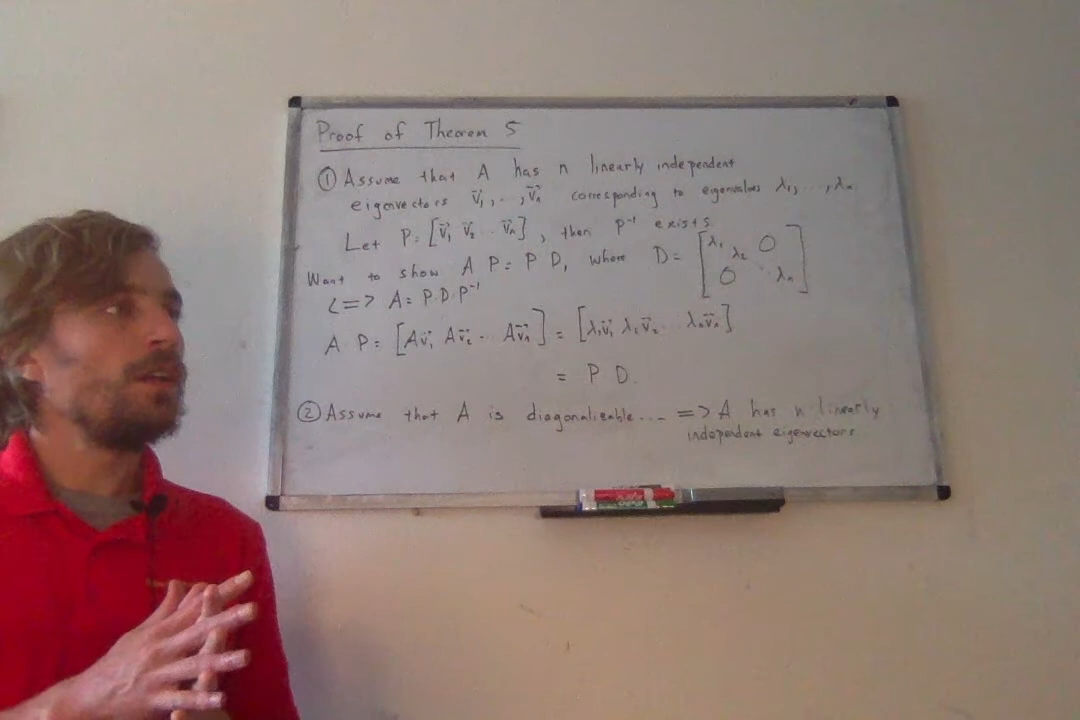 Proof of Theorem 5
① Assume that A has n linearly independent
eigenvectors v⃗₁, ..., v⃗ₙ corresponding to eigenvalues λ₁, ..., λₙ.
Let P = [v⃗₁ v⃗₂ ... v⃗ₙ], then P⁻¹ exists.
Want to show A P = P D, where D = [λ₁ λ₂ ... λₙ 0 0]
<=> A = P D P⁻¹
A P = [Av⃗₁ Av⃗₂ ... Av⃗ₙ] = [λ₁v⃗₁ λ₂v⃗₂ ... λₙv⃗ₙ]
= P D.
② Assume that A is diagonalizable... => A has n linearly
independent eigenvectors